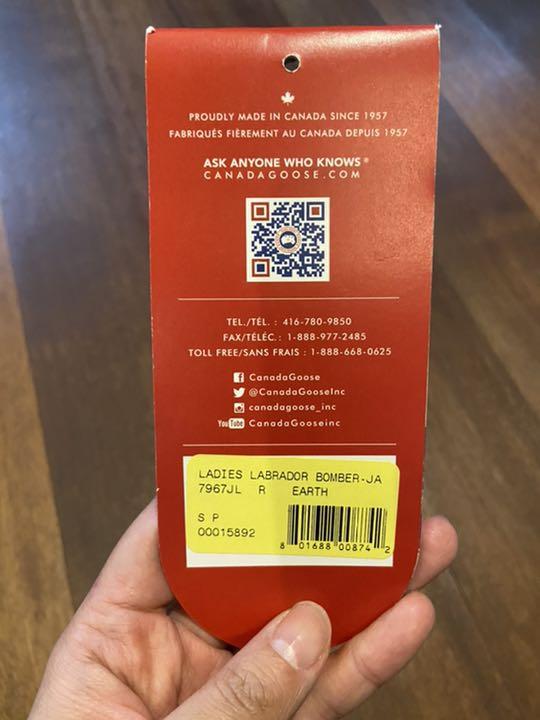 PROUDLY MADE IN CANADA SINCE 1957
FABRIQUÉS FIÈREMENT AU CANADA DEPUIS 1957
ASK ANYONE WHO KNOWS®
CANADAGOOSE.COM
TEL./TÉL. : 416-780-9850
FAX/TÉLÉC.: 1-888-977-2485
TOLL FREE/SANS FRAIS : 1-888-668-0625
f CanadaGoose
@CanadaGooseInc
canadagoose_inc
YouTube CanadaGooseinc
LADIES LABRADOR BOMBER-JA
7967JL R EARTH
S P
00015892
8 01688 00874 2